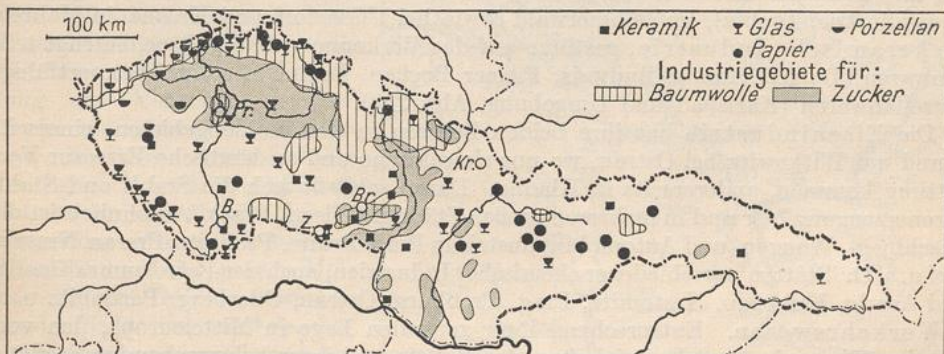 100 km
Keramik Glas Porzellan
Papier
Industriegebiete für:
Baumwolle Zucker
Pr.
Kr.
B. Br.
Z.